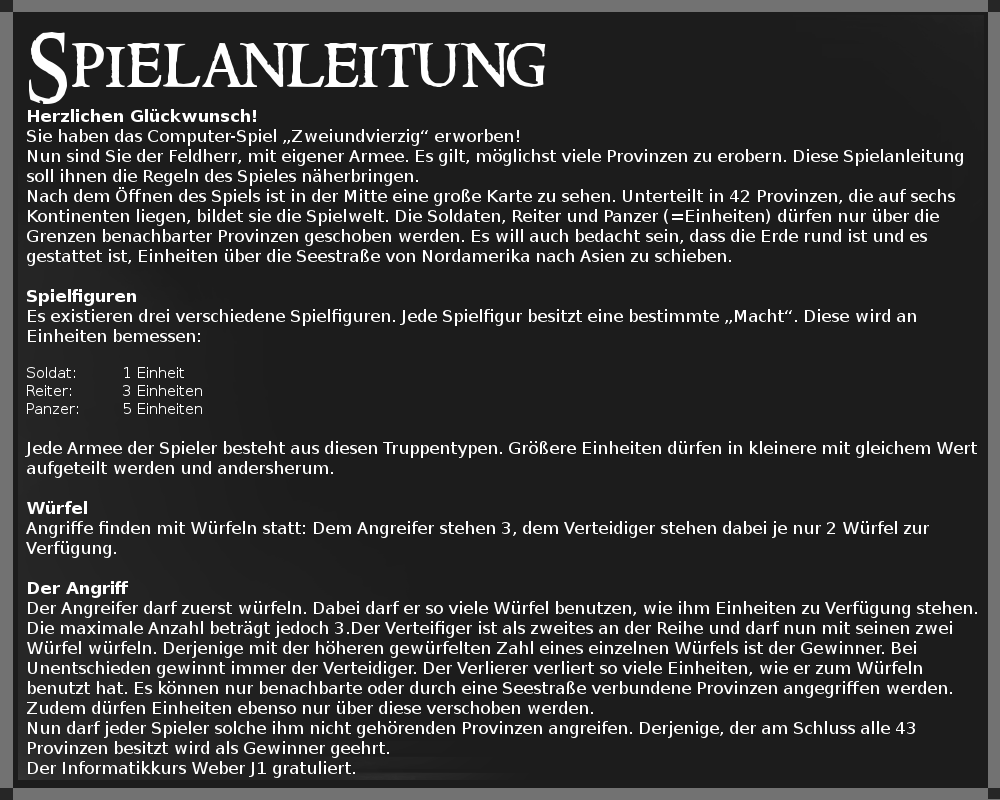 SPIELANLEITUNG
Herzlichen Glückwunsch!
Sie haben das Computer-Spiel „Zweiundvierzig“ erworben!
Nun sind Sie der Feldherr, mit eigener Armee. Es gilt, möglichst viele Provinzen zu erobern. Diese Spielanleitung
soll ihnen die Regeln des Spieles näherbringen.
Nach dem Öffnen des Spiels ist in der Mitte eine große Karte zu sehen. Unterteilt in 42 Provinzen, die auf sechs
Kontinenten liegen, bildet sie die Spielwelt. Die Soldaten, Reiter und Panzer (=Einheiten) dürfen nur über die
Grenzen benachbarter Provinzen geschoben werden. Es will auch bedacht sein, dass die Erde rund ist und es
gestattet ist, Einheiten über die Seestraße von Nordamerika nach Asien zu schieben.
Spielfiguren
Es existieren drei verschiedene Spielfiguren. Jede Spielfigur besitzt eine bestimmte „Macht“. Diese wird an
Einheiten bemessen:
Soldat: 1 Einheit
Reiter: 3 Einheiten
Panzer: 5 Einheiten
Jede Armee der Spieler besteht aus diesen Truppentypen. Größere Einheiten dürfen in kleinere mit gleichem Wert
aufgeteilt werden und andersherum.
Würfel
Angriffe finden mit Würfeln statt: Dem Angreifer stehen 3, dem Verteidiger stehen dabei je nur 2 Würfel zur
Verfügung.
Der Angriff
Der Angreifer darf zuerst würfeln. Dabei darf er so viele Würfel benutzen, wie ihm Einheiten zu Verfügung stehen.
Die maximale Anzahl beträgt jedoch 3.Der Verteifiger ist als zweites an der Reihe und darf nun mit seinen zwei
Würfel würfeln. Derjenige mit der höheren gewürfelten Zahl eines einzelnen Würfels ist der Gewinner. Bei
Unentschieden gewinnt immer der Verteidiger. Der Verlierer verliert so viele Einheiten, wie er zum Würfeln
benutzt hat. Es können nur benachbarte oder durch eine Seestraße verbundene Provinzen angegriffen werden.
Zudem dürfen Einheiten ebenso nur über diese verschoben werden.
Nun darf jeder Spieler solche ihm nicht gehörenden Provinzen angreifen. Derjenige, der am Schluss alle 43
Provinzen besitzt wird als Gewinner geehrt.
Der Informatikkurs Weber J1 gratuliert.